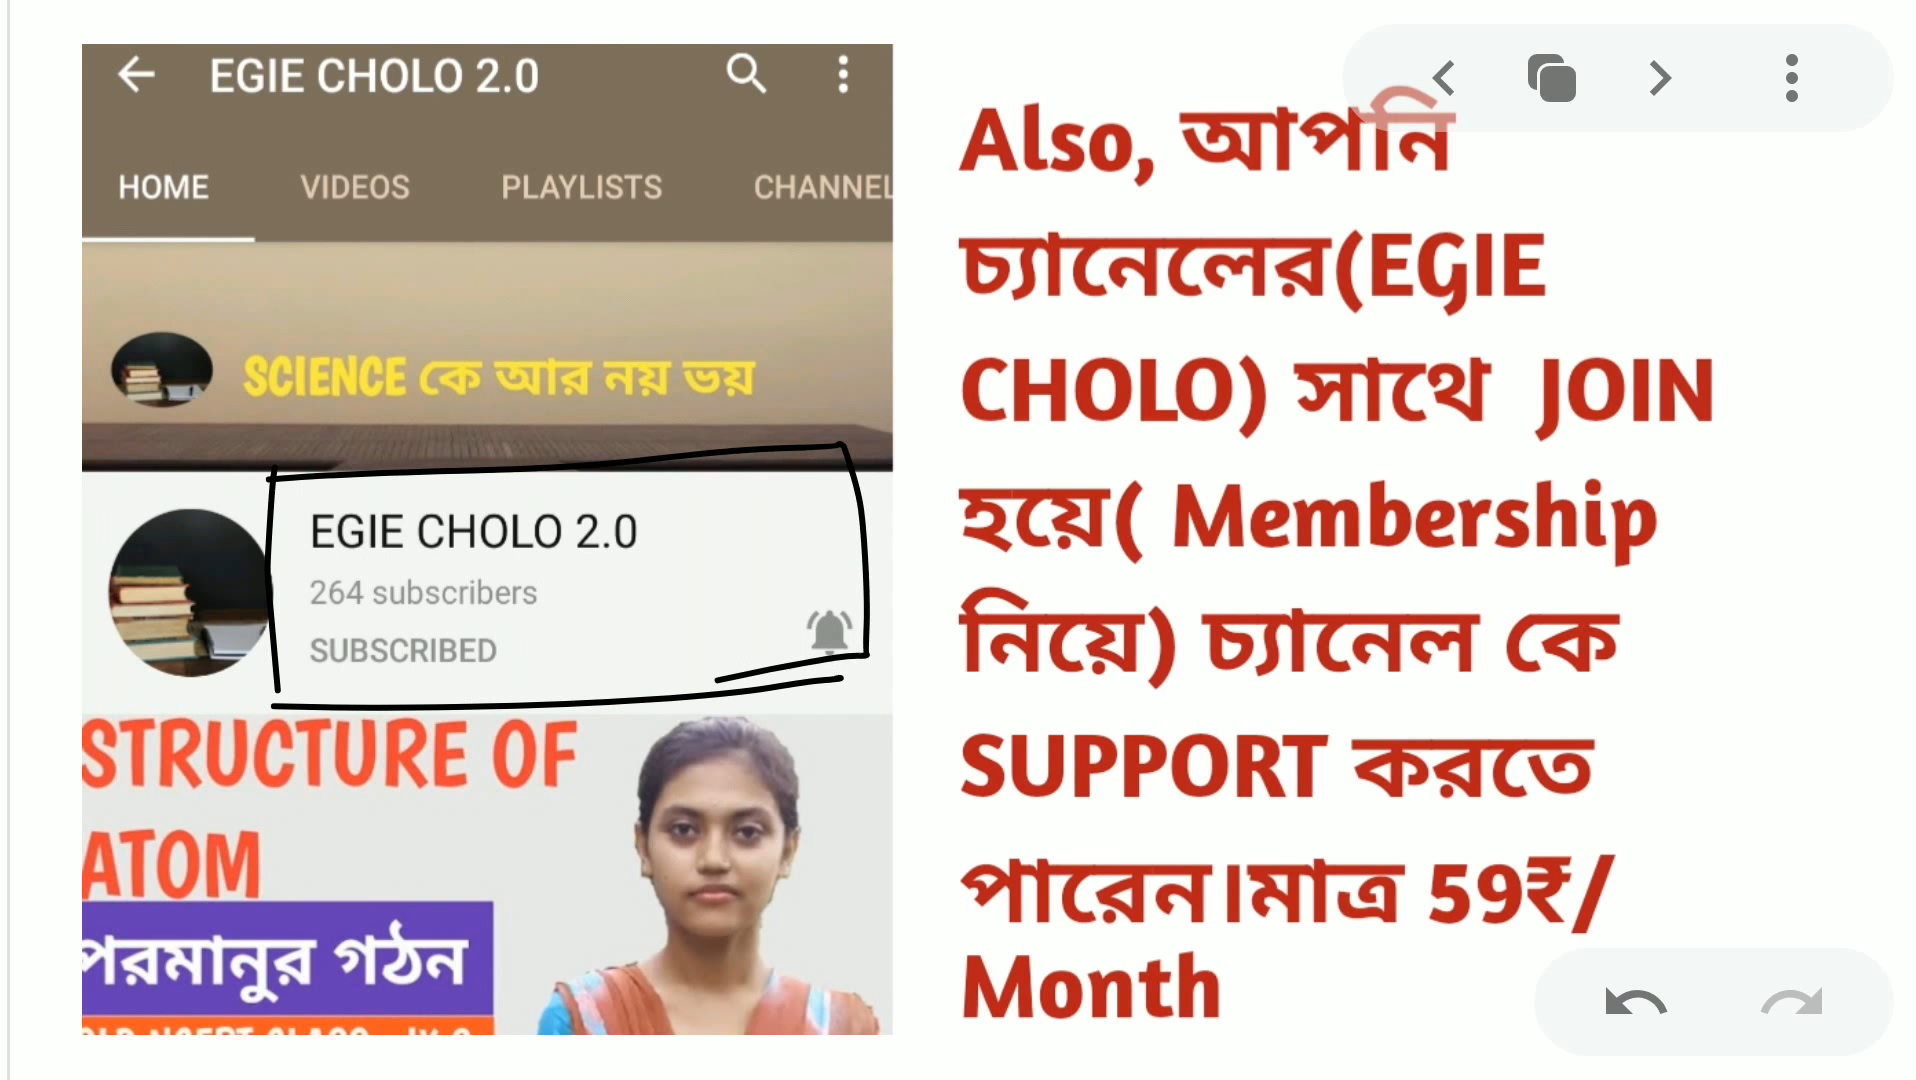 EGIE CHOLO 2.0
HOME VIDEOS PLAYLISTS CHANNEL
SCIENCE কে আর নয় ভয়
EGIE CHOLO 2.0
264 subscribers
SUBSCRIBED
STRUCTURE OF
ATOM
পরমানুর গঠন
Also, আপনি
চ্যানেলের(EGIE
CHOLO) সাথে JOIN
হয়ে( Membership
নিয়ে) চ্যানেল কে
SUPPORT করতে
পারেন।মাত্র 59₹/
Month